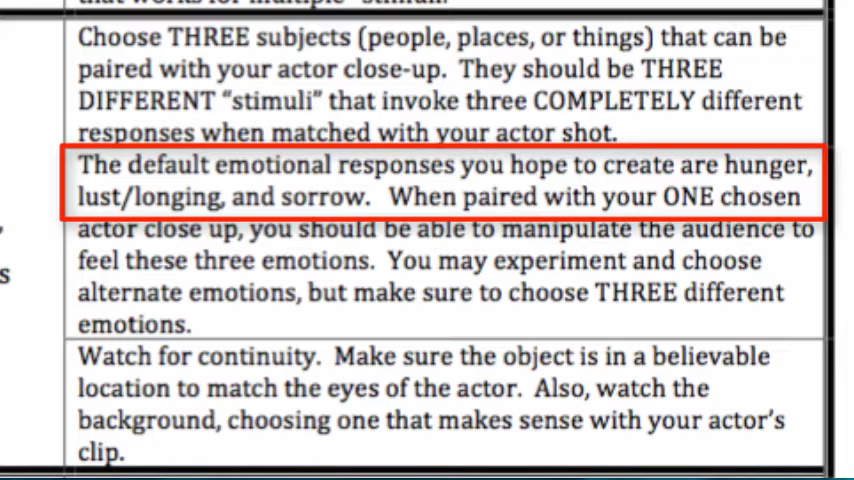 that works for multiple "stimuli."
Choose THREE subjects (people, places, or things) that can be
paired with your actor close-up.  They should be THREE
DIFFERENT “stimuli” that invoke three COMPLETELY different
responses when matched with your actor shot.
The default emotional responses you hope to create are hunger,
lust/longing, and sorrow.   When paired with your ONE chosen
actor close up, you should be able to manipulate the audience to
feel these three emotions.  You may experiment and choose
alternate emotions, but make sure to choose THREE different
emotions.
s
Watch for continuity.  Make sure the object is in a believable
location to match the eyes of the actor.  Also, watch the
background, choosing one that makes sense with your actor’s
clip.